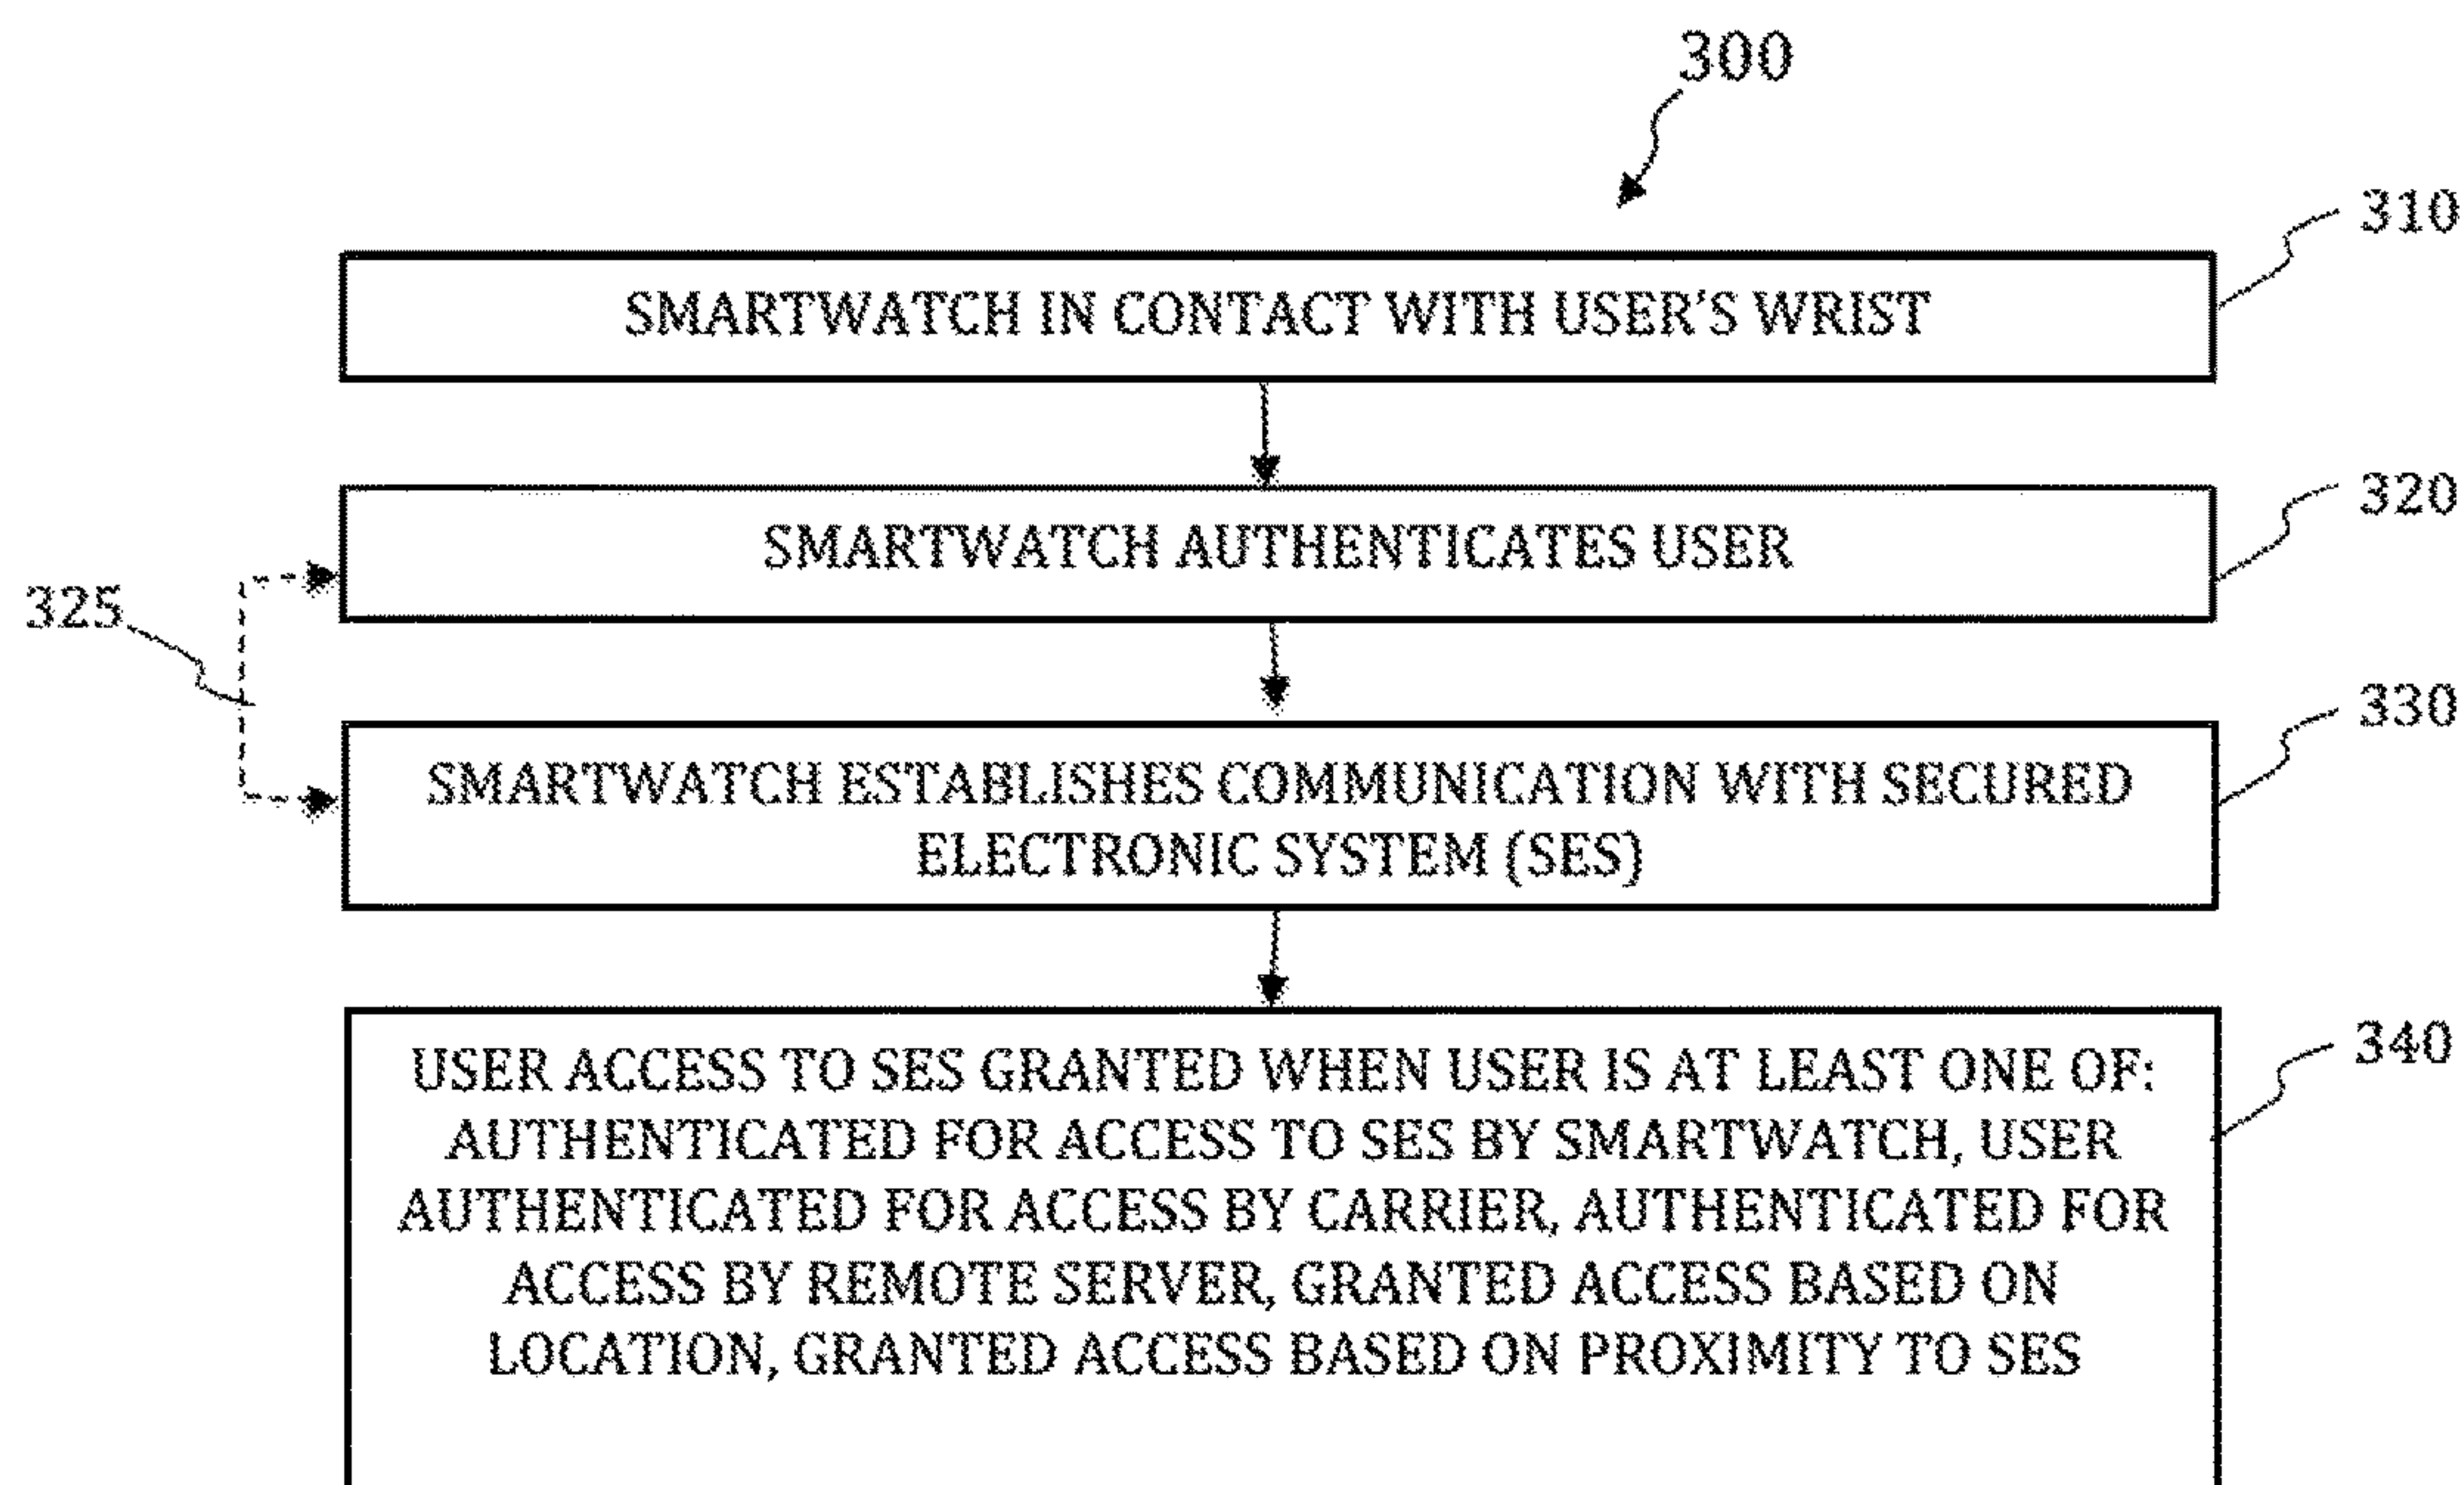 300
310
SMARTWATCH IN CONTACT WITH USER'S WRIST
320
SMARTWATCH AUTHENTICATES USER
325
330
SMARTWATCH ESTABLISHES COMMUNICATION WITH SECURED
ELECTRONIC SYSTEM (SES)
340
USER ACCESS TO SES GRANTED WHEN USER IS AT LEAST ONE OF:
AUTHENTICATED FOR ACCESS TO SES BY SMARTWATCH, USER
AUTHENTICATED FOR ACCESS BY CARRIER, AUTHENTICATED FOR
ACCESS BY REMOTE SERVER, GRANTED ACCESS BASED ON
LOCATION, GRANTED ACCESS BASED ON PROXIMITY TO SES